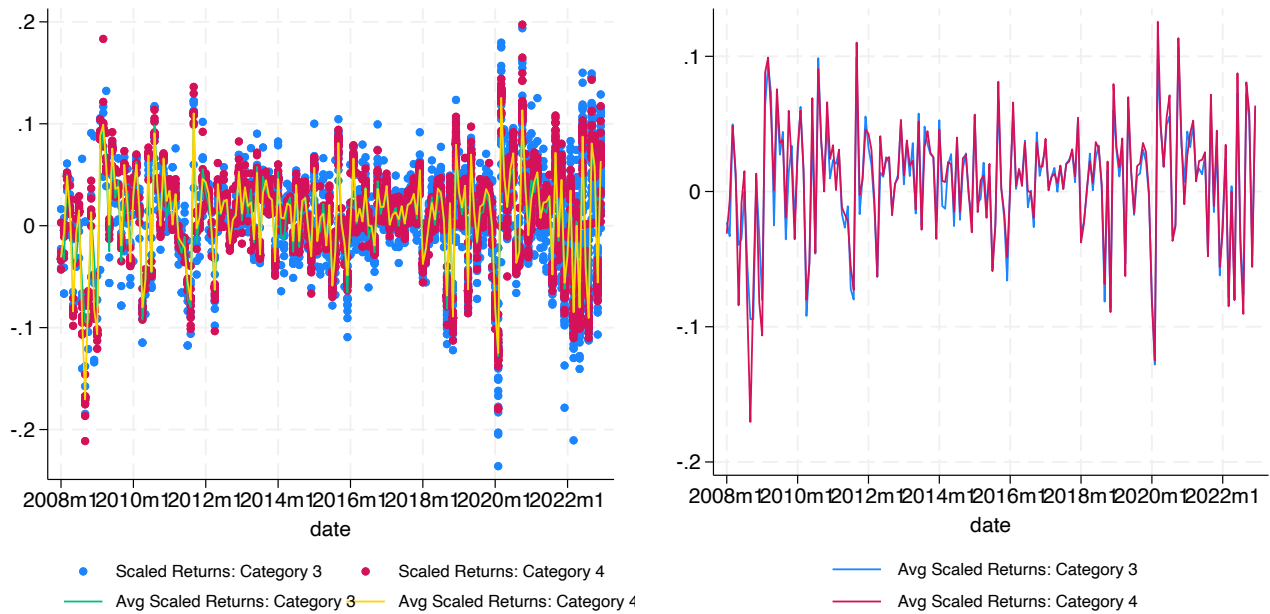 .2
.1
0
-.1
-.2
2008m1 2010m1 2012m1 2014m1 2016m1 2018m1 2020m1 2022m1
date
Scaled Returns: Category 3 Scaled Returns: Category 4
Avg Scaled Returns: Category 3 Avg Scaled Returns: Category 4
.1
0
-.1
-.2
2008m1 2010m1 2012m1 2014m1 2016m1 2018m1 2020m1 2022m1
date
Avg Scaled Returns: Category 3
Avg Scaled Returns: Category 4